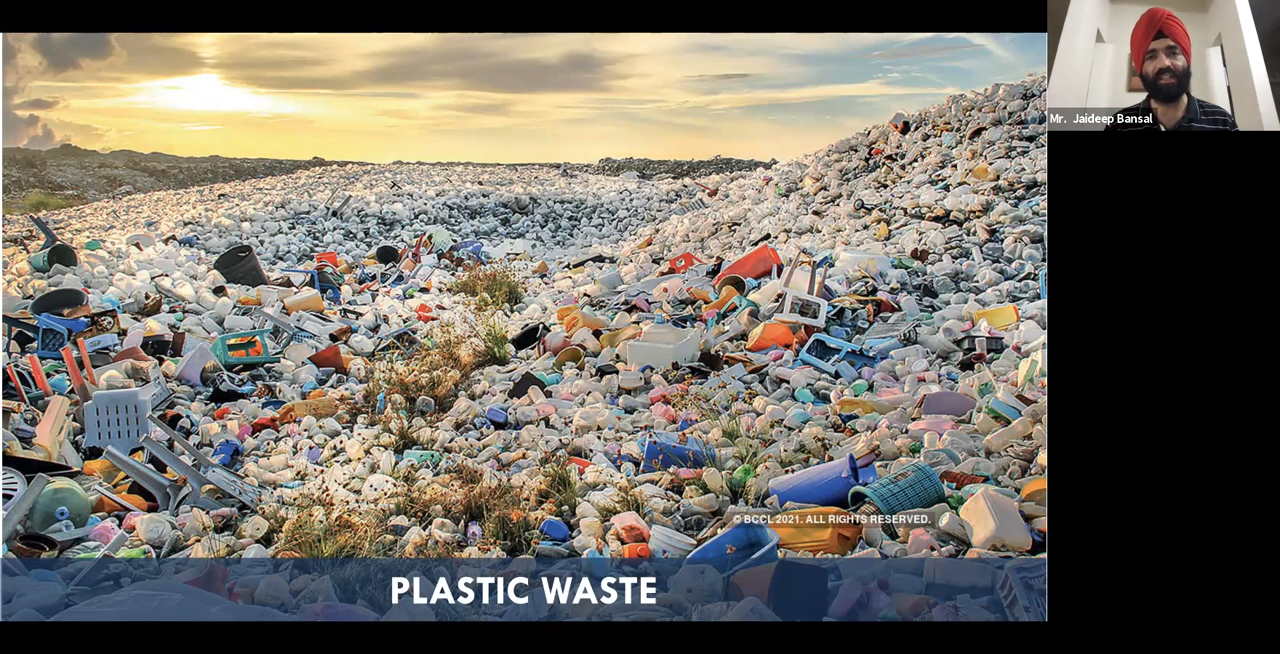 Mr. Jaideep Bansal
© BCCL 2021. ALL RIGHTS RESERVED.
PLASTIC WASTE